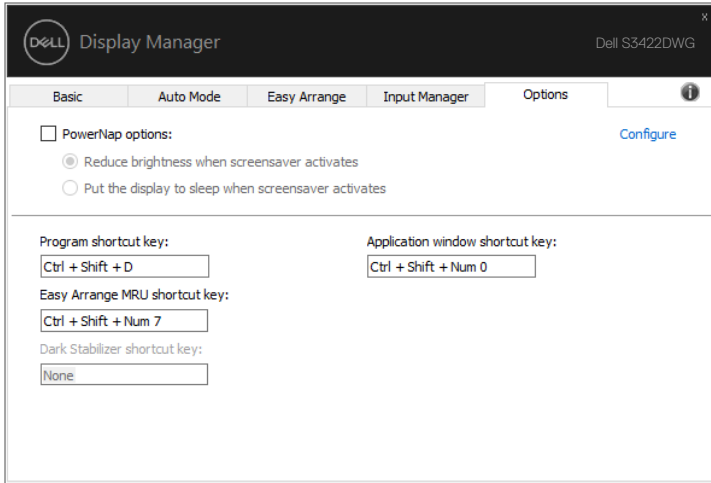 x
DELL Display Manager
Dell S3422DWG
Basic Auto Mode Easy Arrange Input Manager Options i
PowerNap options: Configure
Reduce brightness when screensaver activates
Put the display to sleep when screensaver activates
Program shortcut key: Application window shortcut key:
Ctrl + Shift + D Ctrl + Shift + Num 0
Easy Arrange MRU shortcut key:
Ctrl + Shift + Num 7
Dark Stabilizer shortcut key:
None